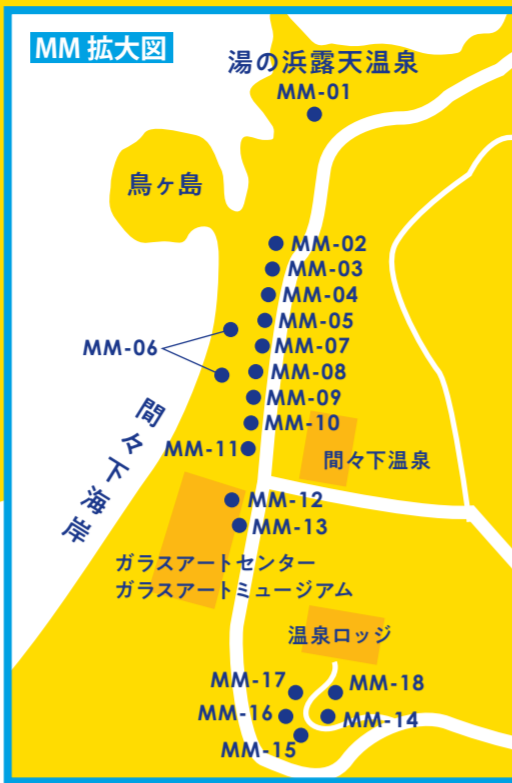 MM 拡大図
湯の浜露天温泉
MM-01
鳥ヶ島
MM-02
MM-03
MM-04
MM-05
MM-06
MM-07
MM-08
MM-09
MM-10
MM-11
間々下海岸
間々下温泉
MM-12
MM-13
ガラスアートセンター
ガラスアートミュージアム
温泉ロッジ
MM-17
MM-18
MM-16
MM-14
MM-15